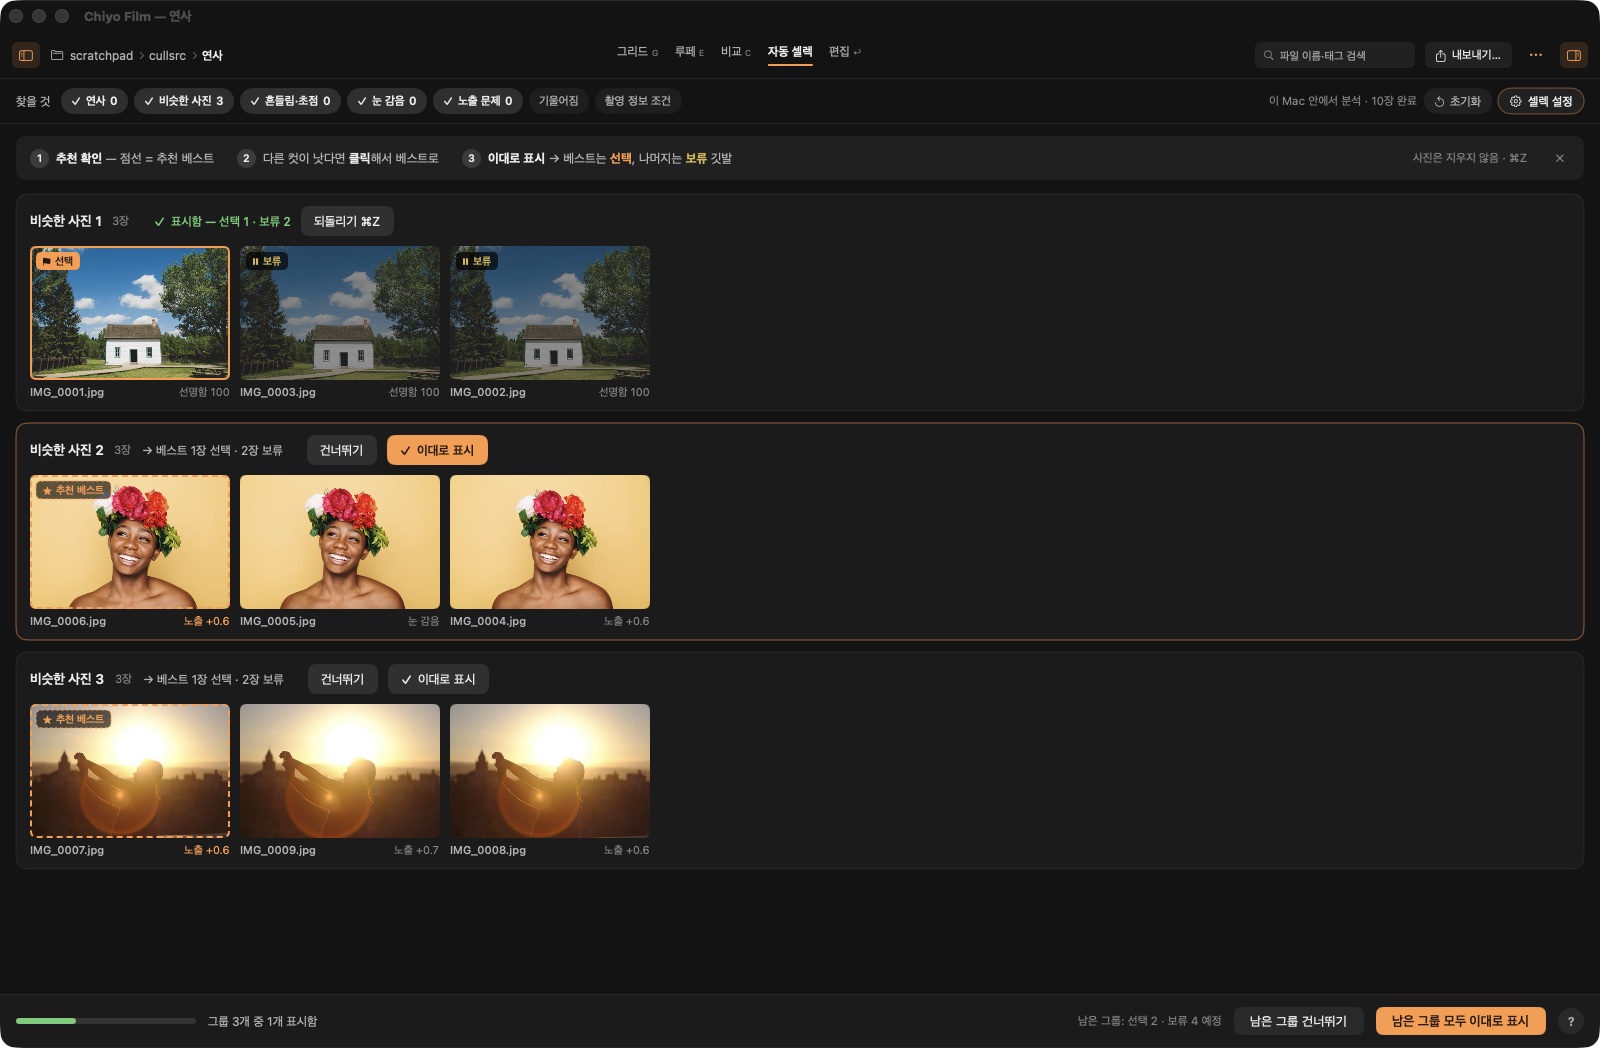 Chiyo Film — 연사
scratchpad > cullsrc > 연사
그리드 G 루페 E 비교 C 자동 셀렉 편집 ↩
파일 이름·태그 검색
내보내기...
찾을 것 ✓ 연사 0 ✓ 비슷한 사진 3 ✓ 흔들림·초점 0 ✓ 눈 감음 0 ✓ 노출 문제 0 기울어짐 촬영 정보 조건
이 Mac 안에서 분석 · 10장 완료 초기화 셀렉 설정
1 추천 확인 — 점선 = 추천 베스트 2 다른 컷이 낫다면 클릭해서 베스트로 3 이대로 표시 → 베스트는 선택, 나머지는 보류 깃발
사진은 지우지 않음 · ⌘Z
비슷한 사진 1 3장 ✓ 표시함 — 선택 1 · 보류 2 되돌리기 ⌘Z
선택 보류 보류
IMG_0001.jpg 선명함 100 IMG_0003.jpg 선명함 100 IMG_0002.jpg 선명함 100
비슷한 사진 2 3장 → 베스트 1장 선택 · 2장 보류 건너뛰기 ✓ 이대로 표시
★ 추천 베스트
IMG_0006.jpg 노출 +0.6 IMG_0005.jpg 눈 감음 IMG_0004.jpg 노출 +0.6
비슷한 사진 3 3장 → 베스트 1장 선택 · 2장 보류 건너뛰기 ✓ 이대로 표시
★ 추천 베스트
IMG_0007.jpg 노출 +0.6 IMG_0009.jpg 노출 +0.7 IMG_0008.jpg 노출 +0.6
그룹 3개 중 1개 표시함
남은 그룹: 선택 2 · 보류 4 예정 남은 그룹 건너뛰기 남은 그룹 모두 이대로 표시 ?